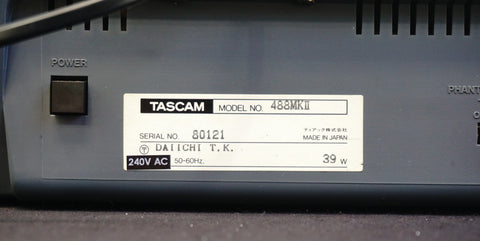 POWER
TASCAM MODEL NO. 488MKII
SERIAL NO. 80121 ティアック株式会社
MADE IN JAPAN
〒 DAIICHI T.K.
240V AC 50-60Hz, 39 W
PHANT